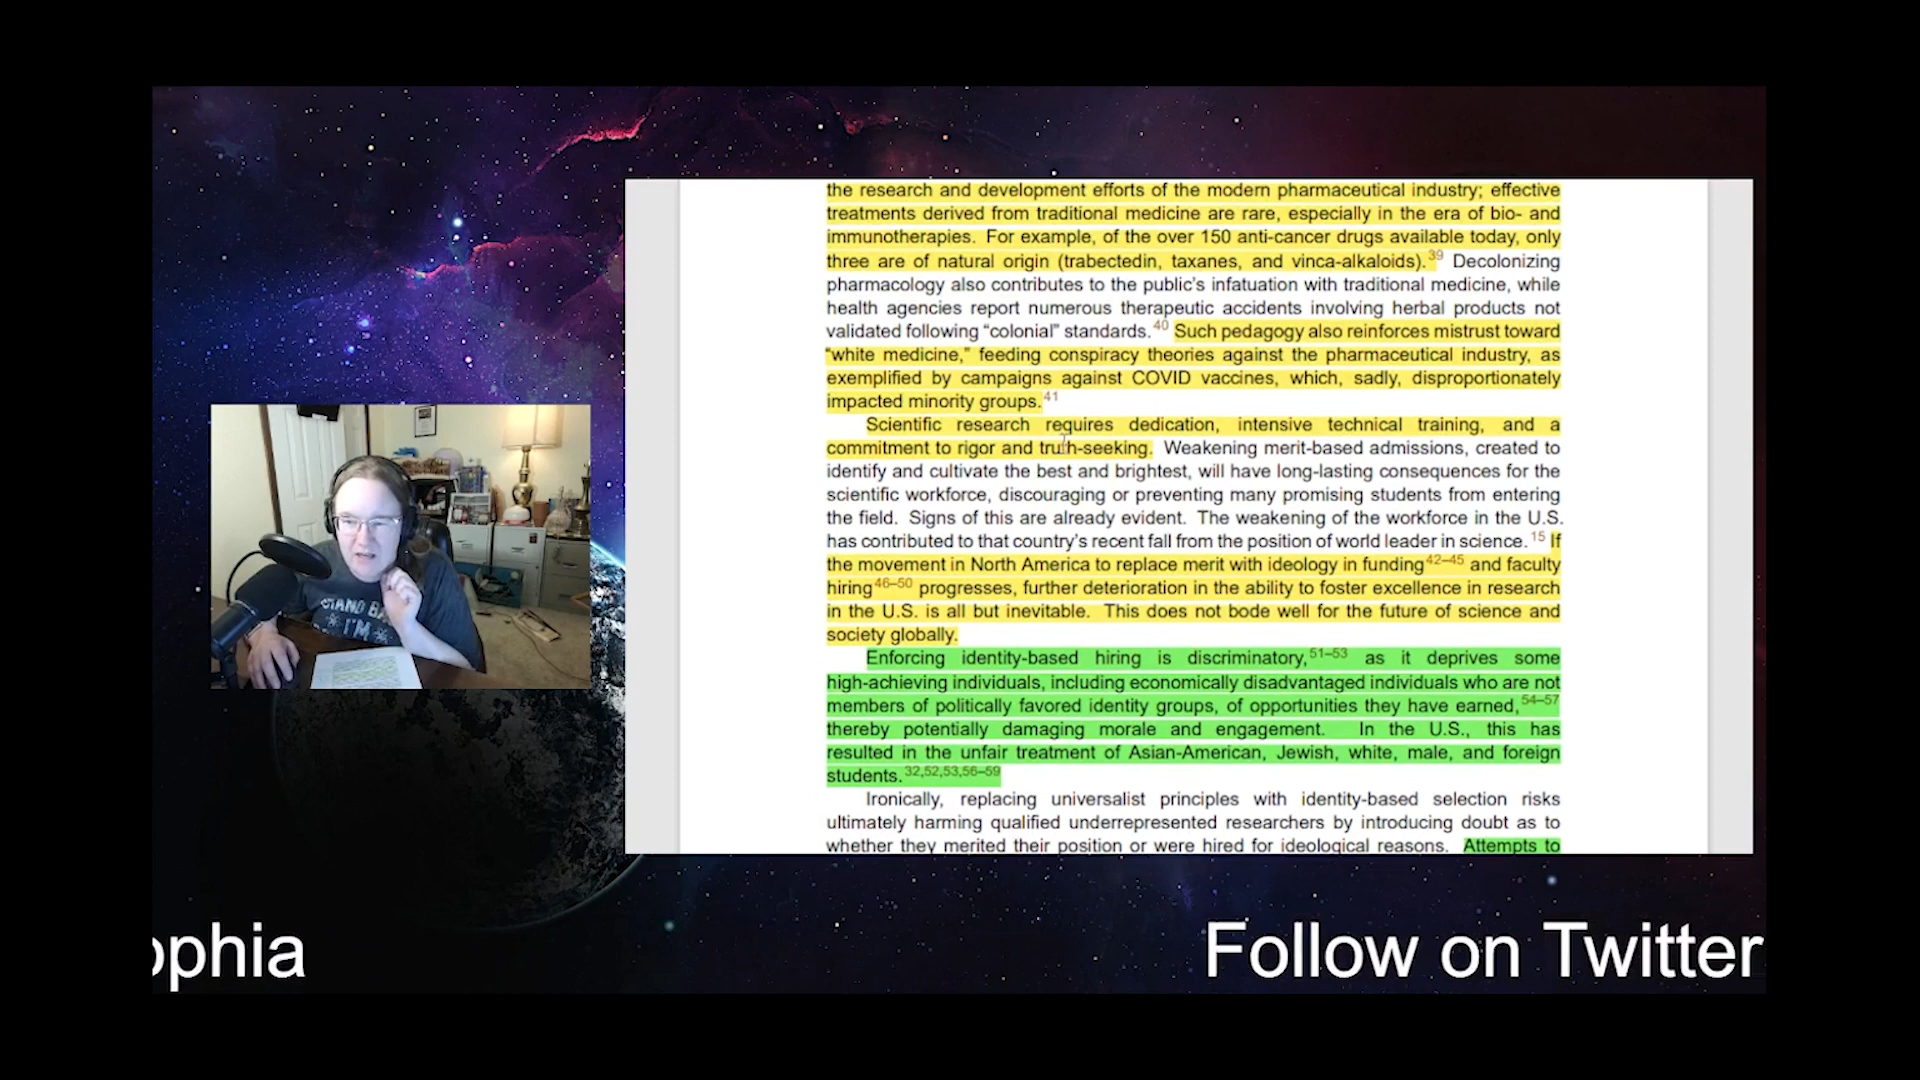 the research and development efforts of the modern pharmaceutical industry; effective
treatments derived from traditional medicine are rare, especially in the era of bio- and
immunotherapies. For example, of the over 150 anti-cancer drugs available today, only
three are of natural origin (trabectedin, taxanes, and vinca-alkaloids).39 Decolonizing
pharmacology also contributes to the public's infatuation with traditional medicine, while
health agencies report numerous therapeutic accidents involving herbal products not
validated following “colonial” standards.40 Such pedagogy also reinforces mistrust toward
“white medicine,” feeding conspiracy theories against the pharmaceutical industry, as
exemplified by campaigns against COVID vaccines, which, sadly, disproportionately
impacted minority groups.41
Scientific research requires dedication, intensive technical training, and a
commitment to rigor and truth-seeking. Weakening merit-based admissions, created to
identify and cultivate the best and brightest, will have long-lasting consequences for the
scientific workforce, discouraging or preventing many promising students from entering
the field. Signs of this are already evident. The weakening of the workforce in the U.S.
has contributed to that country's recent fall from the position of world leader in science.15 If
the movement in North America to replace merit with ideology in funding42–45 and faculty
hiring46–50 progresses, further deterioration in the ability to foster excellence in research
in the U.S. is all but inevitable. This does not bode well for the future of science and
society globally.
Enforcing identity-based hiring is discriminatory,51–53 as it deprives some
high-achieving individuals, including economically disadvantaged individuals who are not
members of politically favored identity groups, of opportunities they have earned,54–57
thereby potentially damaging morale and engagement. In the U.S., this has
resulted in the unfair treatment of Asian-American, Jewish, white, male, and foreign
students.32,52,53,56–59
Ironically, replacing universalist principles with identity-based selection risks
ultimately harming qualified underrepresented researchers by introducing doubt as to
whether they merited their position or were hired for ideological reasons. Attempts to
I'M
ophia
Follow on Twitter